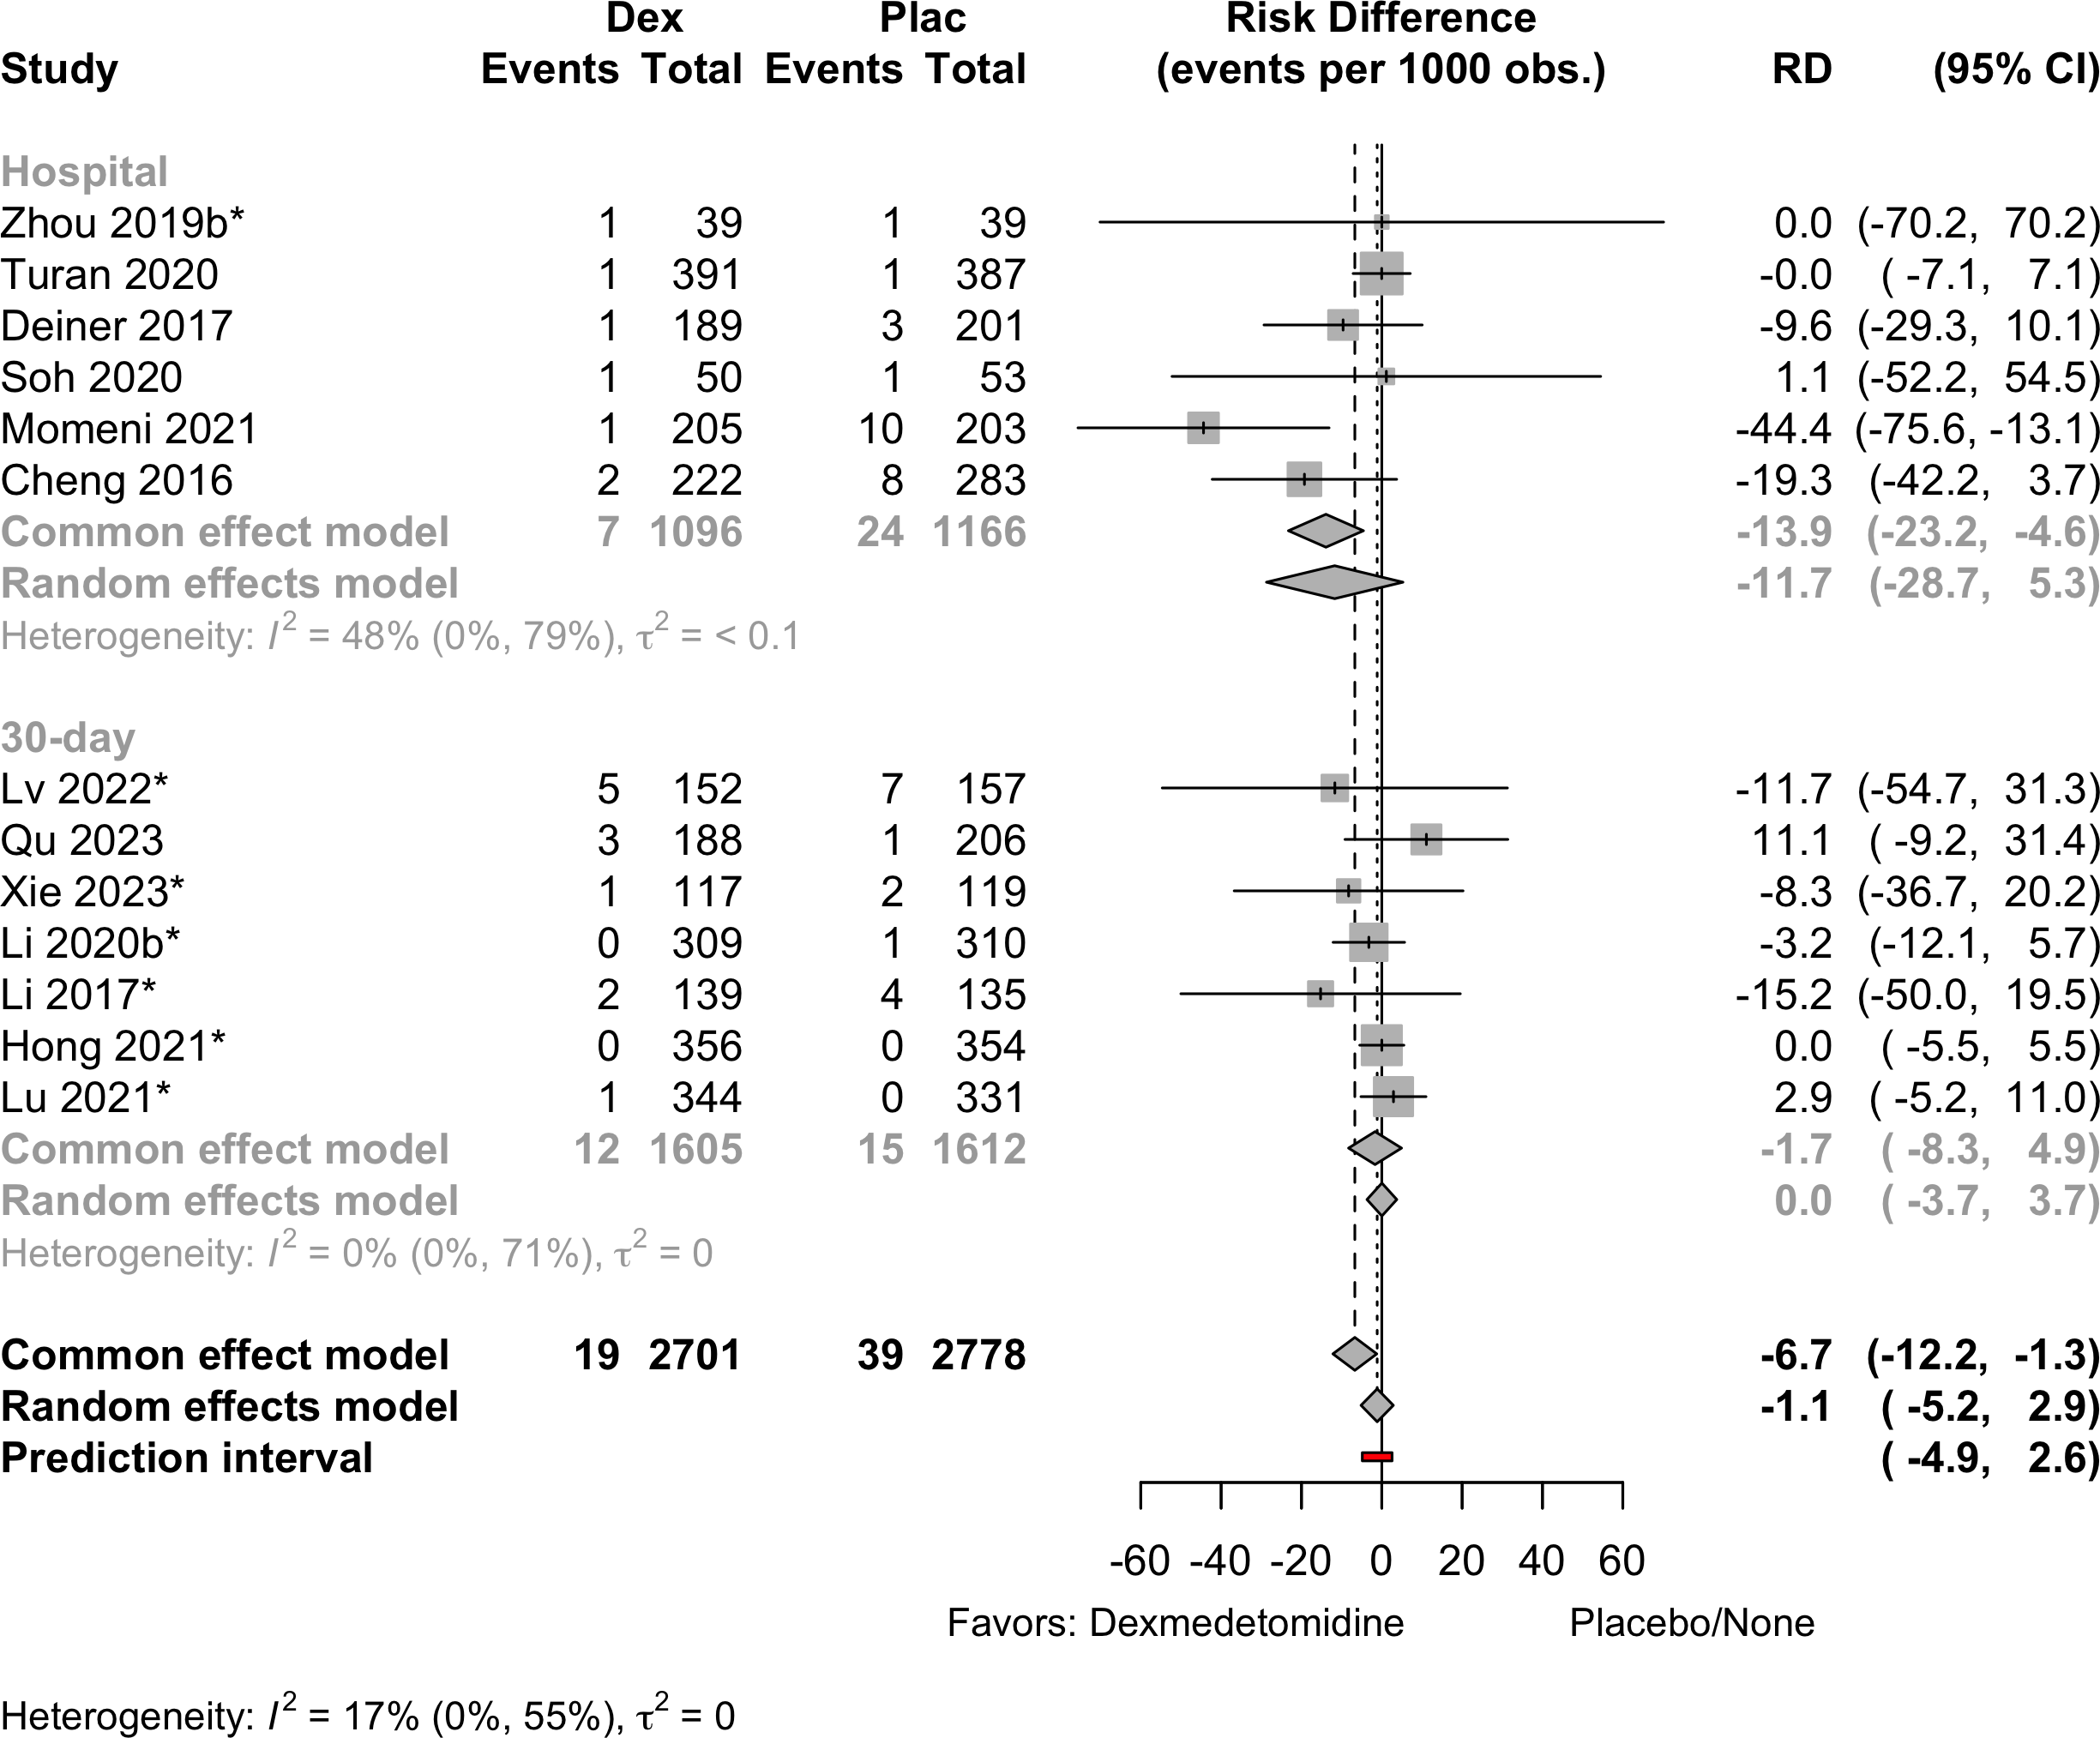 Dex Plac Risk Difference
Study Events Total Events Total (events per 1000 obs.) RD (95% CI)
Hospital
Zhou 2019b* 1 39 1 39 0.0 (-70.2, 70.2)
Turan 2020 1 391 1 387 -0.0 ( -7.1, 7.1)
Deiner 2017 1 189 3 201 -9.6 (-29.3, 10.1)
Soh 2020 1 50 1 53 1.1 (-52.2, 54.5)
Momeni 2021 1 205 10 203 -44.4 (-75.6, -13.1)
Cheng 2016 2 222 8 283 -19.3 (-42.2, 3.7)
Common effect model 7 1096 24 1166 -13.9 (-23.2, -4.6)
Random effects model -11.7 (-28.7, 5.3)
Heterogeneity: I² = 48% (0%, 79%), τ² = < 0.1
30-day
Lv 2022* 5 152 7 157 -11.7 (-54.7, 31.3)
Qu 2023 3 188 1 206 11.1 ( -9.2, 31.4)
Xie 2023* 1 117 2 119 -8.3 (-36.7, 20.2)
Li 2020b* 0 309 1 310 -3.2 (-12.1, 5.7)
Li 2017* 2 139 4 135 -15.2 (-50.0, 19.5)
Hong 2021* 0 356 0 354 0.0 ( -5.5, 5.5)
Lu 2021* 1 344 0 331 2.9 ( -5.2, 11.0)
Common effect model 12 1605 15 1612 -1.7 ( -8.3, 4.9)
Random effects model 0.0 ( -3.7, 3.7)
Heterogeneity: I² = 0% (0%, 71%), τ² = 0
Common effect model 19 2701 39 2778 -6.7 (-12.2, -1.3)
Random effects model -1.1 ( -5.2, 2.9)
Prediction interval ( -4.9, 2.6)
-60 -40 -20 0 20 40 60
Favors: Dexmedetomidine Placebo/None
Heterogeneity: I² = 17% (0%, 55%), τ² = 0